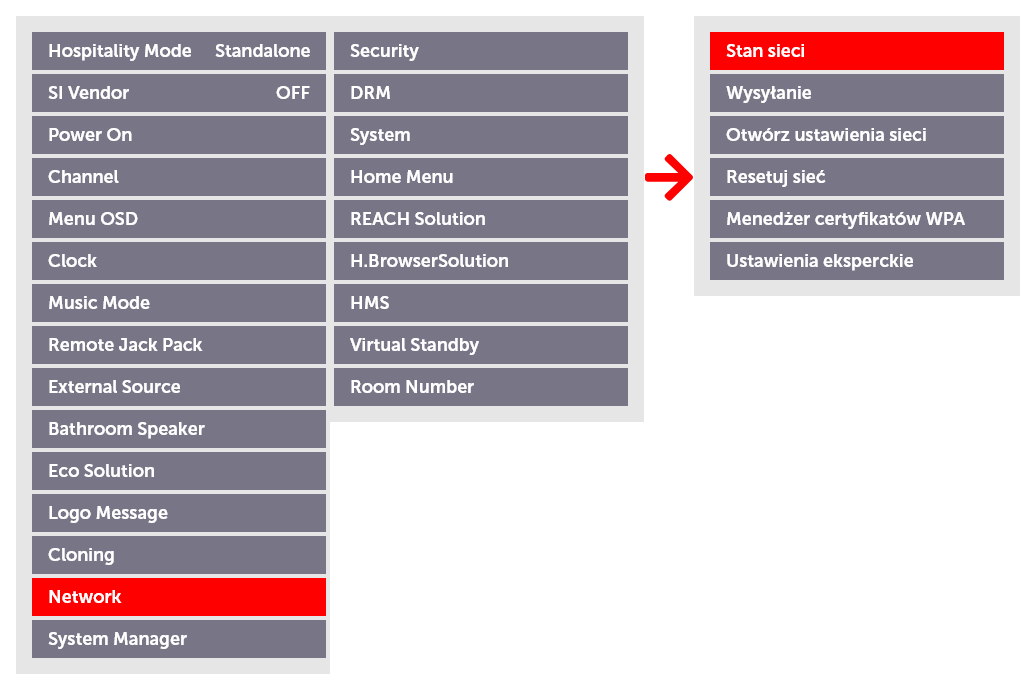 Hospitality Mode Standalone
SI Vendor OFF
Power On
Channel
Menu OSD
Clock
Music Mode
Remote Jack Pack
External Source
Bathroom Speaker
Eco Solution
Logo Message
Cloning
Network
System Manager
Security
DRM
System
Home Menu
REACH Solution
H.BrowserSolution
HMS
Virtual Standby
Room Number
Stan sieci
Wysyłanie
Otwórz ustawienia sieci
Resetuj sieć
Menedżer certyfikatów WPA
Ustawienia eksperckie